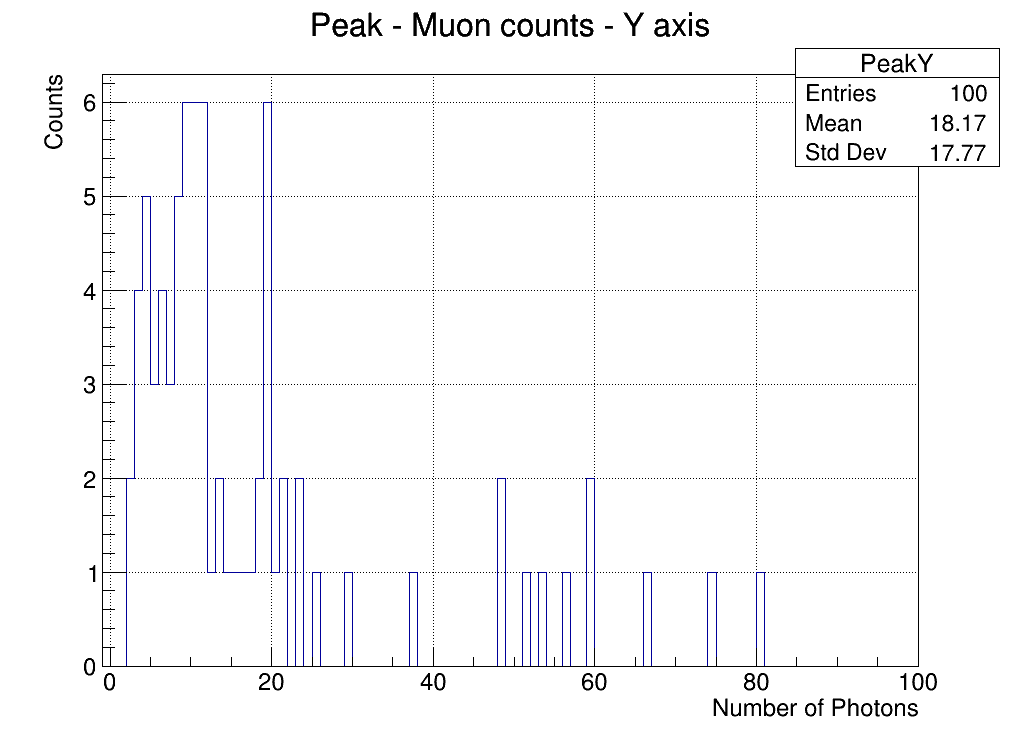 Peak - Muon counts - Y axis
PeakY
Entries 100
Mean 18.17
Std Dev 17.77
Counts
6
5
4
3
2
1
0
0 20 40 60 80 100
Number of Photons